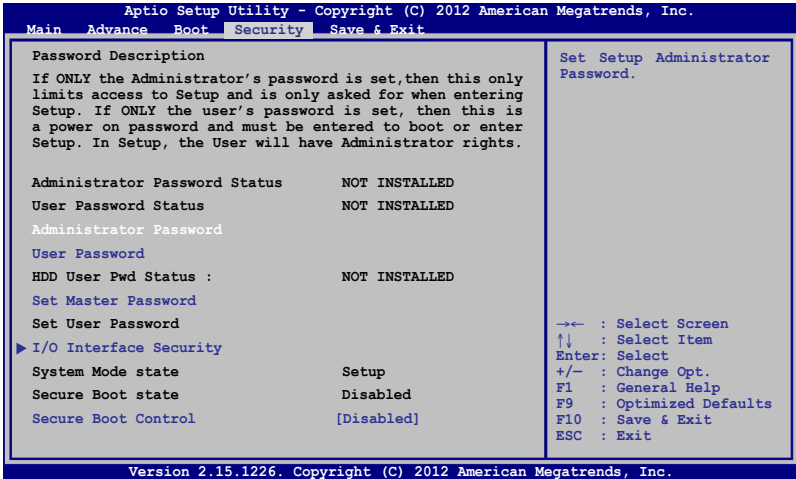 Aptio Setup Utility - Copyright (C) 2012 American Megatrends, Inc.
Main Advance Boot Security Save & Exit
Password Description
If ONLY the Administrator's password is set,then this only
limits access to Setup and is only asked for when entering
Setup. If ONLY the user's password is set, then this is
a power on password and must be entered to boot or enter
Setup. In Setup, the User will have Administrator rights.
Administrator Password Status NOT INSTALLED
User Password Status NOT INSTALLED
Administrator Password
User Password
HDD User Pwd Status : NOT INSTALLED
Set Master Password
Set User Password
I/O Interface Security
System Mode state Setup
Secure Boot state Disabled
Secure Boot Control [Disabled]
Set Setup Administrator
Password.
→← : Select Screen
↑↓ : Select Item
Enter: Select
+/— : Change Opt.
F1 : General Help
F9 : Optimized Defaults
F10 : Save & Exit
ESC : Exit
Version 2.15.1226. Copyright (C) 2012 American Megatrends, Inc.